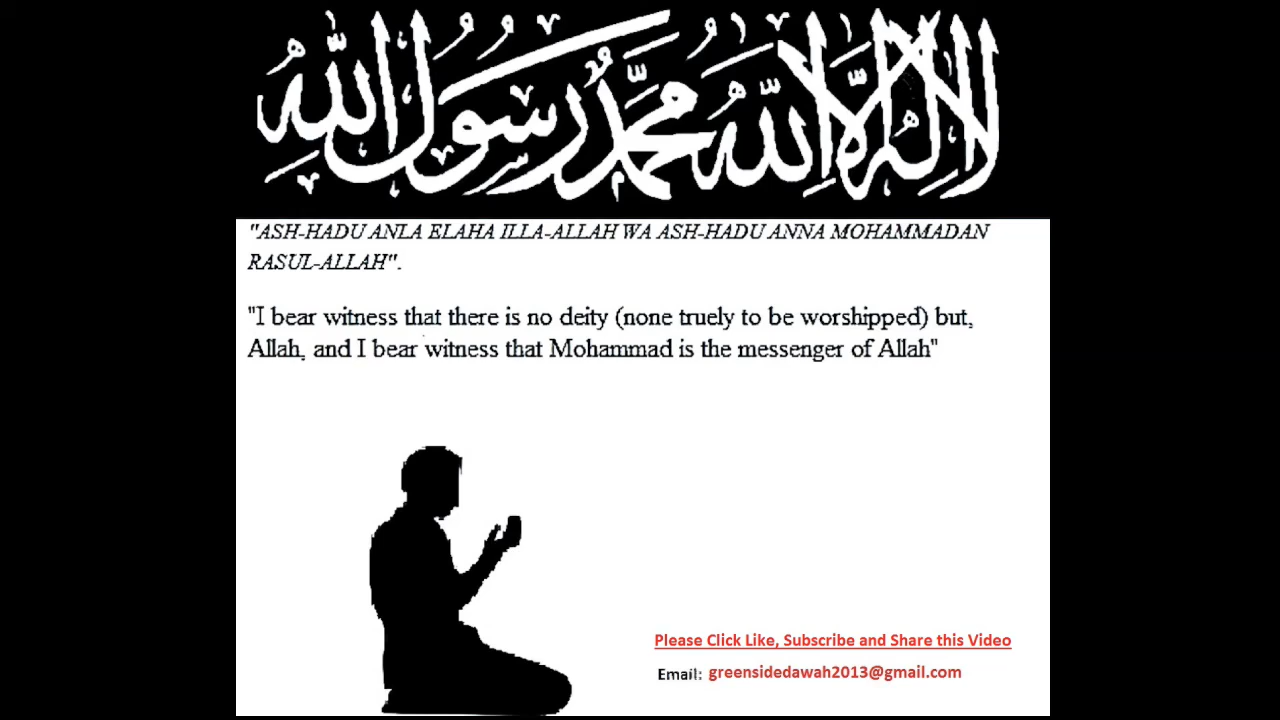 لا إله إلا الله محمد رسول الله
"ASH-HADU ANLA ELAHA ILLA-ALLAH WA ASH-HADU ANNA MOHAMMADAN
RASUL-ALLAH".
"I bear witness that there is no deity (none truely to be worshipped) but,
Allah, and I bear witness that Mohammad is the messenger of Allah"
Please Click Like, Subscribe and Share this Video
Email: greensidedawah2013@gmail.com